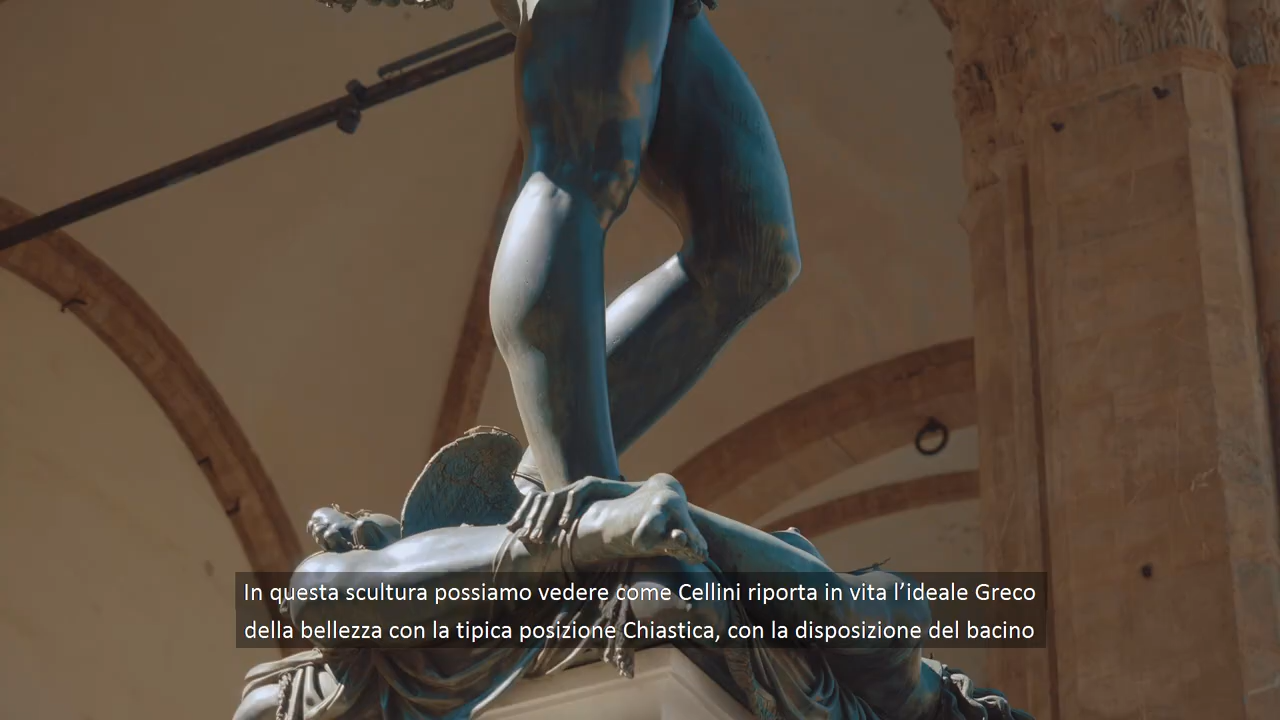 In questa scultura possiamo vedere come Cellini riporta in vita l’ideale Greco
della bellezza con la tipica posizione Chiastica, con la disposizione del bacino